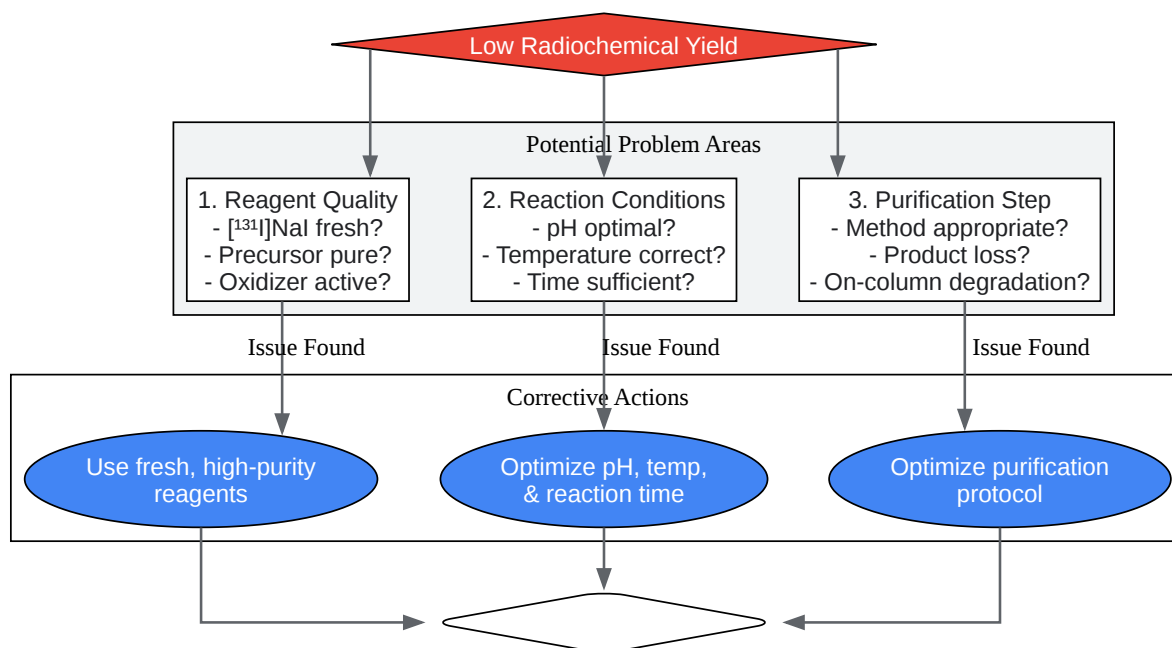 Low Radiochemical Yield
Potential Problem Areas
1. Reagent Quality
- [¹³¹I]NaI fresh?
- Precursor pure?
- Oxidizer active?
2. Reaction Conditions
- pH optimal?
- Temperature correct?
- Time sufficient?
3. Purification Step
- Method appropriate?
- Product loss?
- On-column degradation?
Issue Found
Issue Found
Issue Found
Corrective Actions
Use fresh, high-purity
reagents
Optimize pH, temp,
& reaction time
Optimize purification
protocol